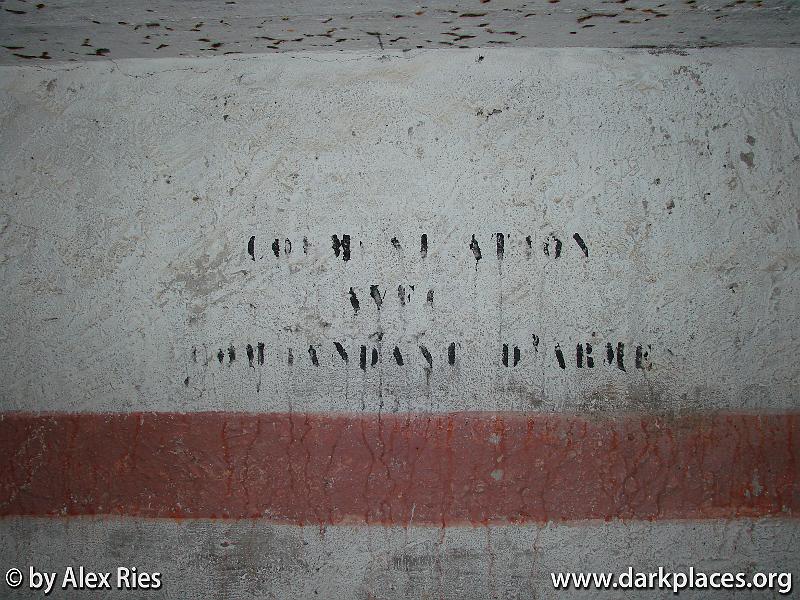 COMMUNICATION
AVEC
COMMANDANT D'ARMES
© by Alex Ries
www.darkplaces.org